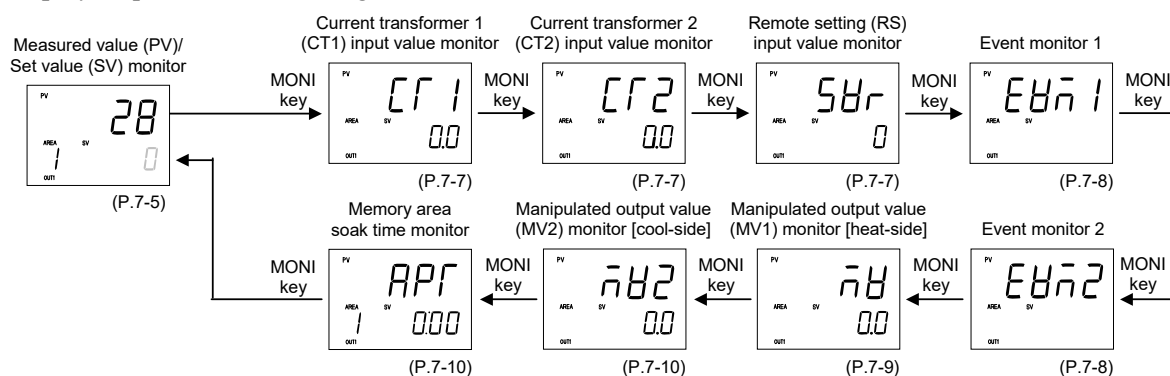 Measured value (PV)/
Set value (SV) monitor
PV
28
AREA SV
1 0
OUT1
(P.7-5)
MONI
key
Current transformer 1
(CT1) input value monitor
PV
CT1
AREA SV
0.0
OUT1
(P.7-7)
MONI
key
Current transformer 2
(CT2) input value monitor
PV
CT2
AREA SV
0.0
OUT1
(P.7-7)
MONI
key
Remote setting (RS)
input value monitor
PV
SVr
AREA SV
0
OUT1
(P.7-7)
MONI
key
Event monitor 1
PV
EVM1
AREA SV
OUT1
(P.7-8)
MONI
key
Memory area
soak time monitor
PV
APT
AREA SV
1 0:00
OUT1
(P.7-10)
MONI
key
Manipulated output value
(MV2) monitor [cool-side]
PV
MV2
AREA SV
0.0
OUT1
(P.7-10)
MONI
key
Manipulated output value
(MV1) monitor [heat-side]
PV
MV
AREA SV
0.0
OUT1
(P.7-9)
MONI
key
Event monitor 2
PV
EVM2
AREA SV
OUT1
(P.7-8)
MONI
key
MONI
key